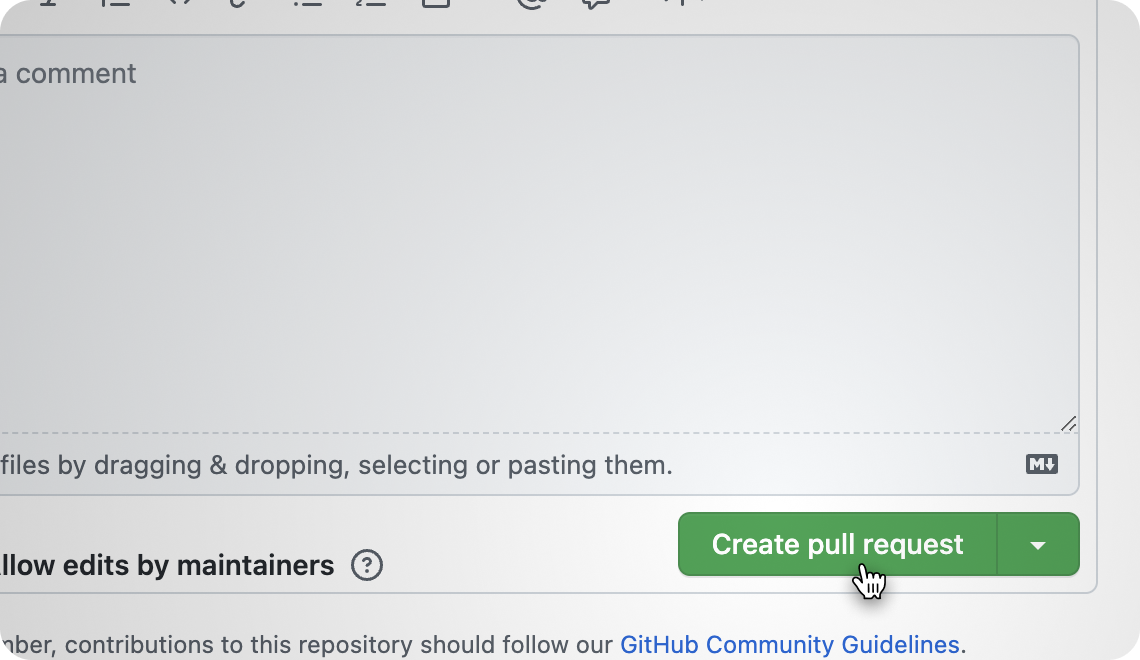 a comment
files by dragging & dropping, selecting or pasting them.
M
Create pull request
llow edits by maintainers ?
mber, contributions to this repository should follow our GitHub Community Guidelines.